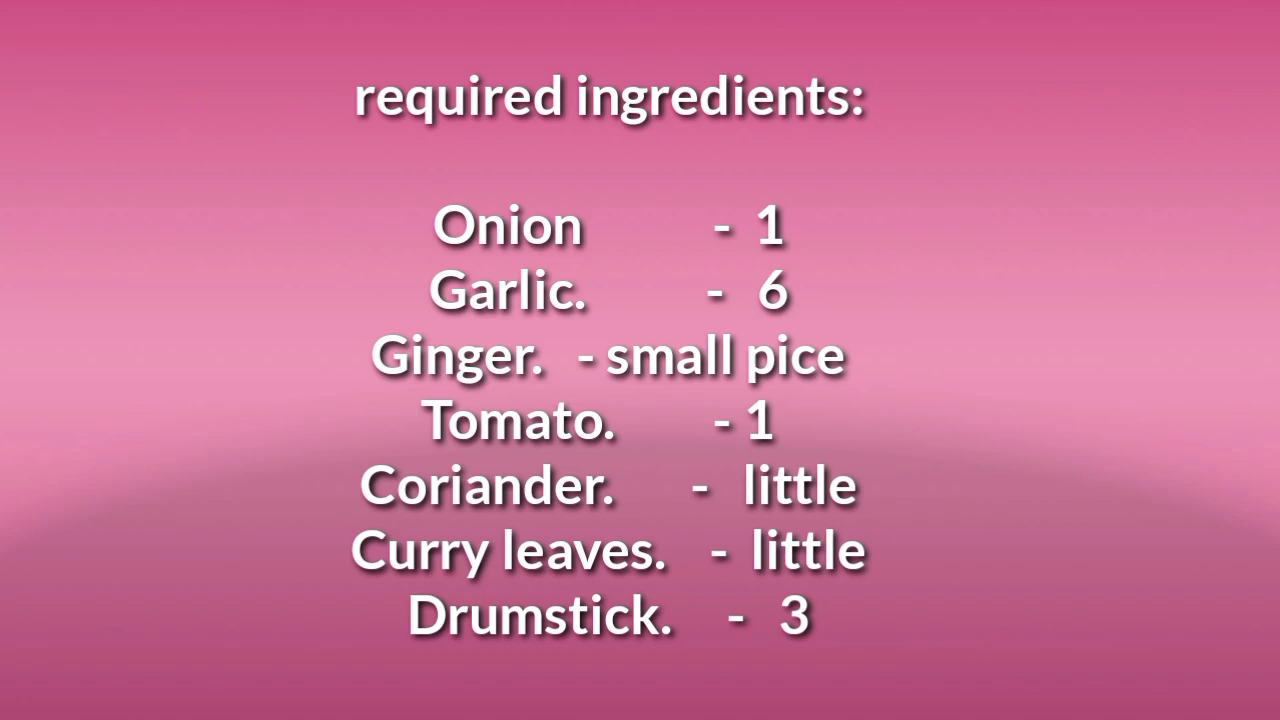 required ingredients:
Onion - 1
Garlic. - 6
Ginger. - small pice
Tomato. - 1
Coriander. - little
Curry leaves. - little
Drumstick. - 3